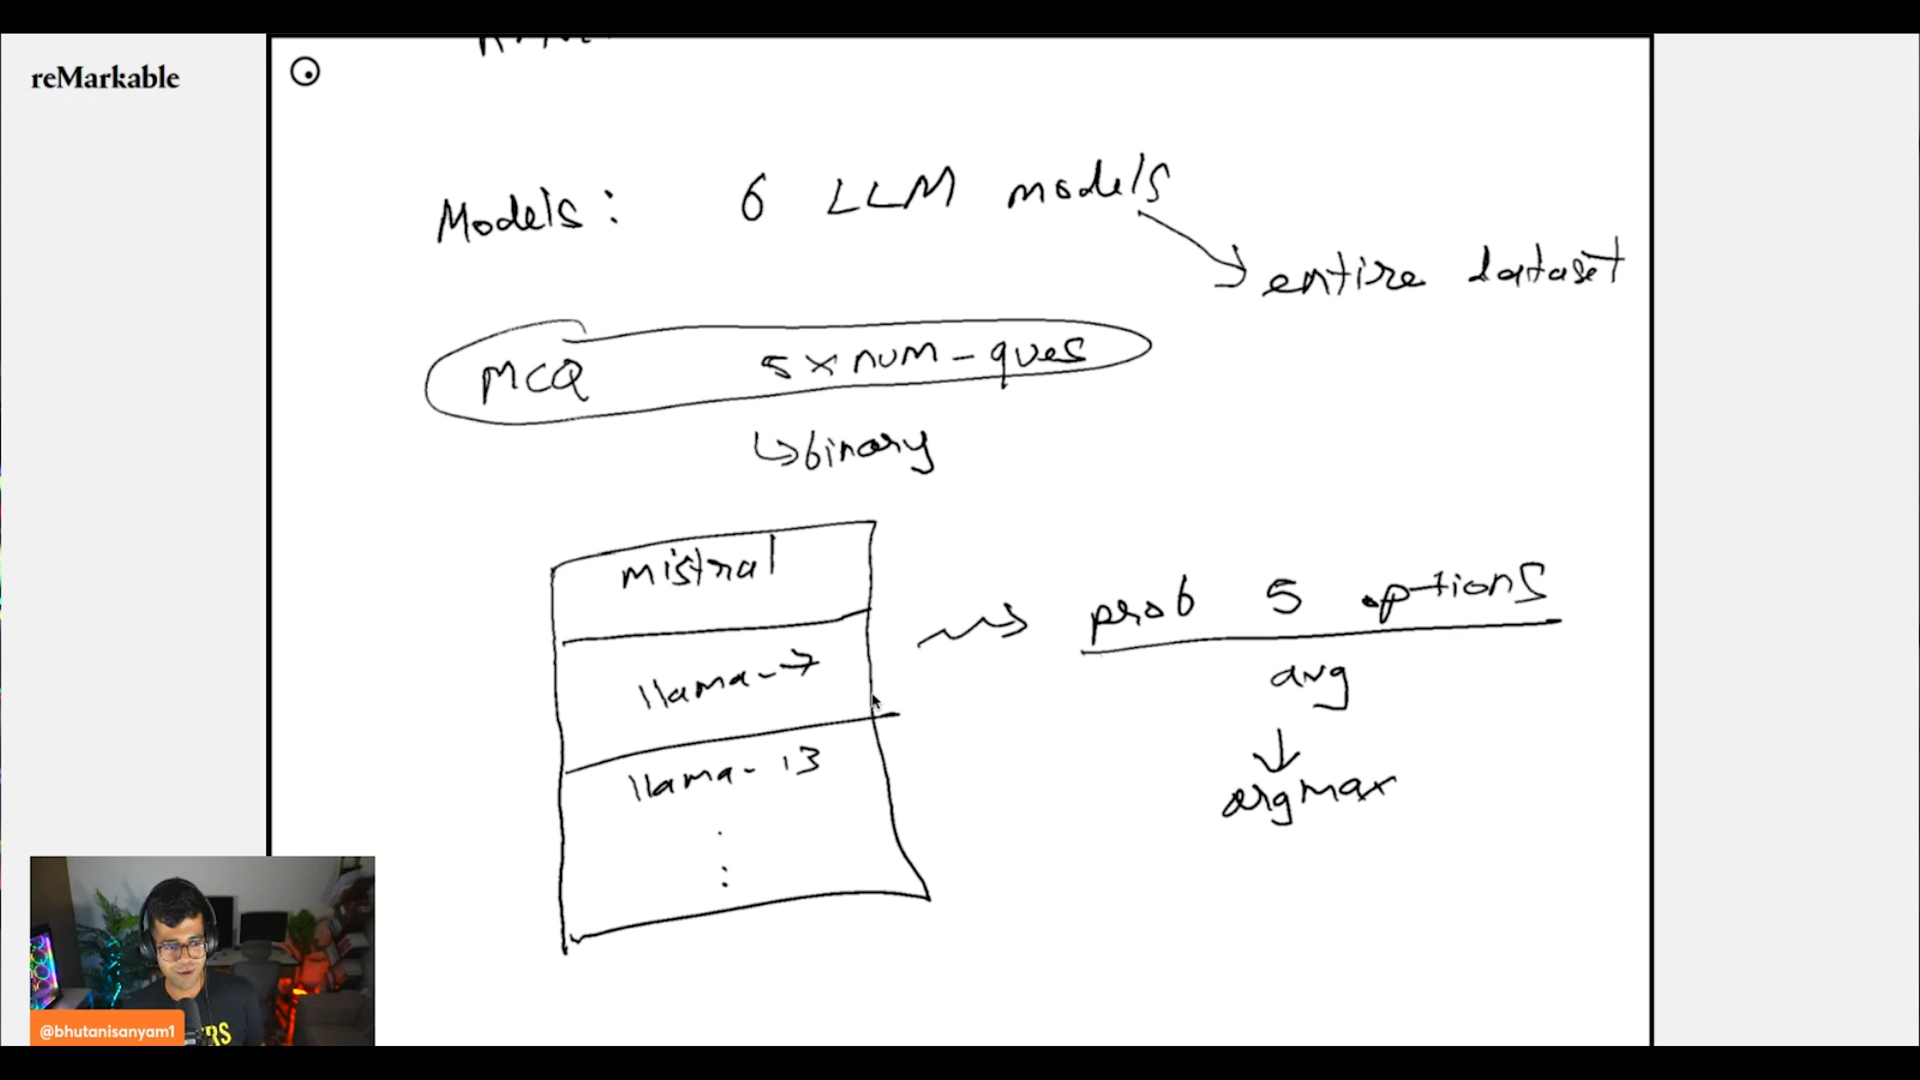 reMarkable
Models: 6 LLM models
entire dataset
MCQ 5 x num - ques
binary
mistral
prob 5 options
llama - 7
avg
llama - 13
argmax
@bhutanisanyam1
RS